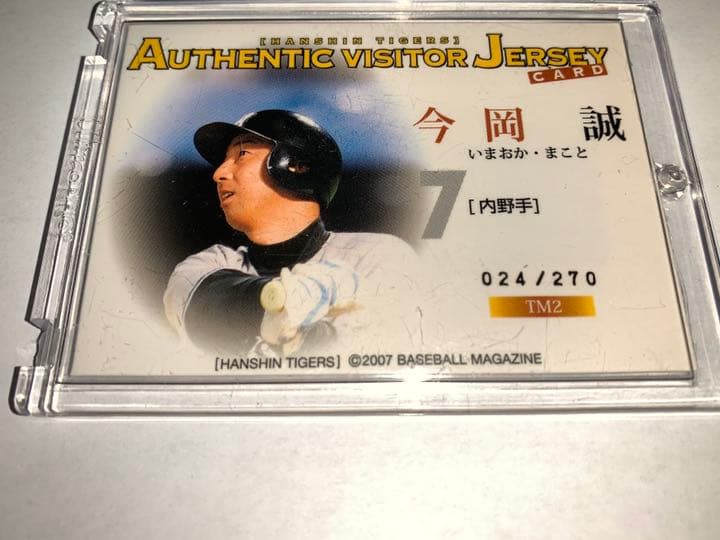 [HANSHIN TIGERS]
AUTHENTIC VISITOR JERSEY
CARD
今岡 誠
いまおか・まこと
7
[内野手]
024/270
TM2
[HANSHIN TIGERS] ©2007 BASEBALL MAGAZINE